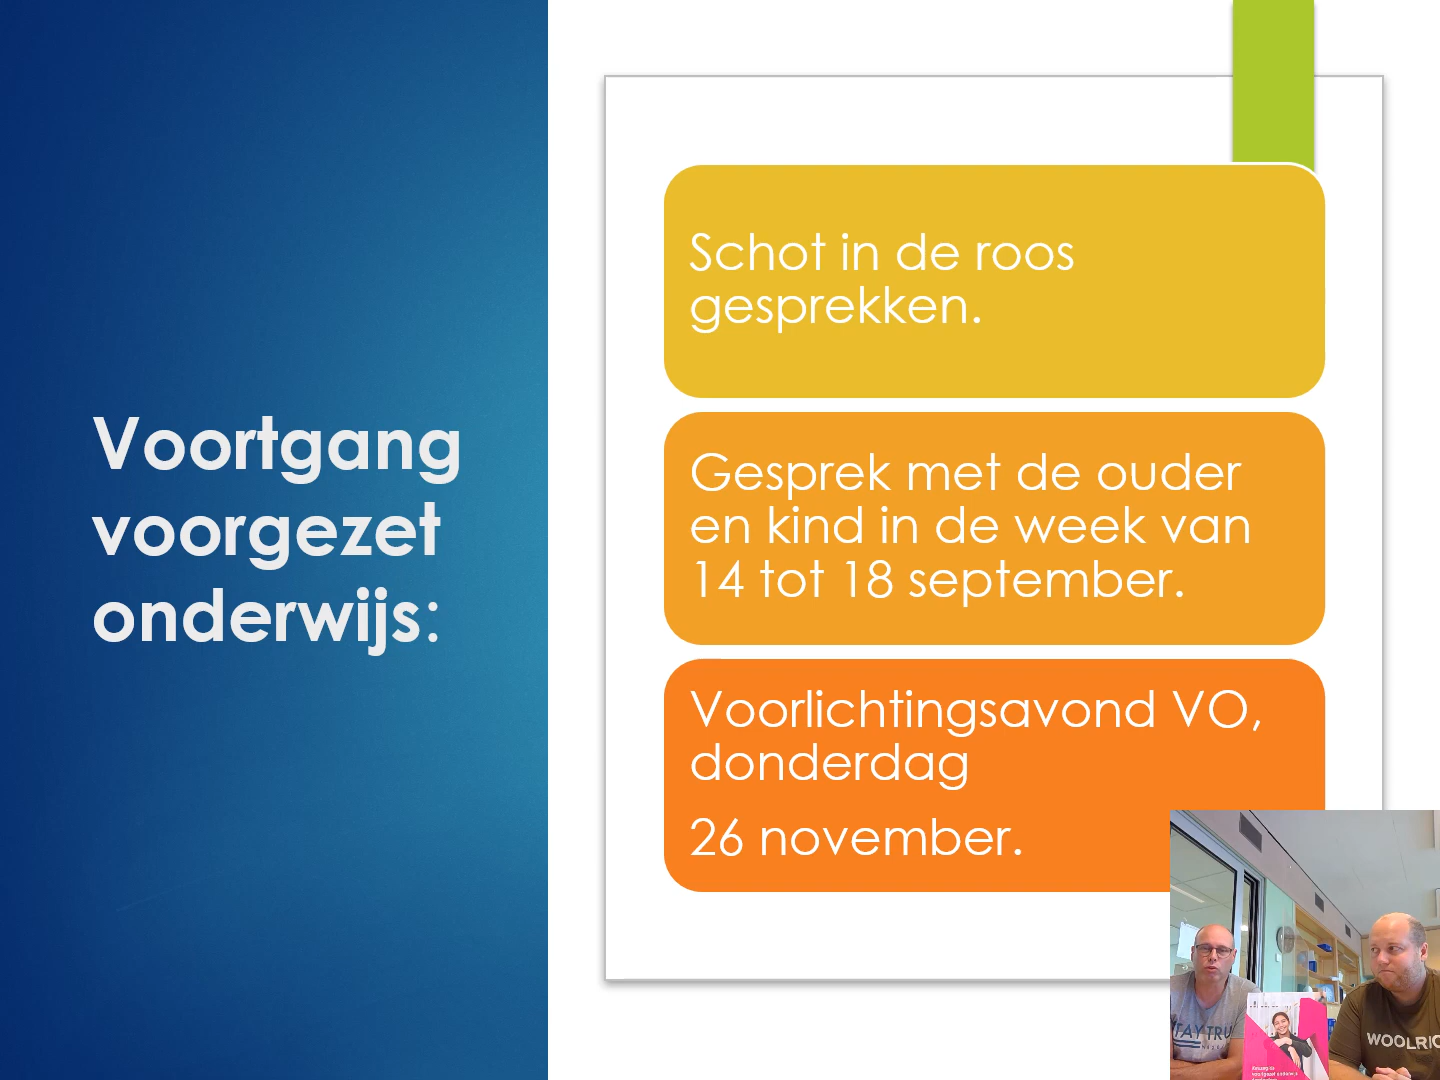 Voortgang
voorgezet
onderwijs:
Schot in de roos
gesprekken.
Gesprek met de ouder
en kind in de week van
14 tot 18 september.
Voorlichtingsavond VO,
donderdag
26 november.
WOOLRIC